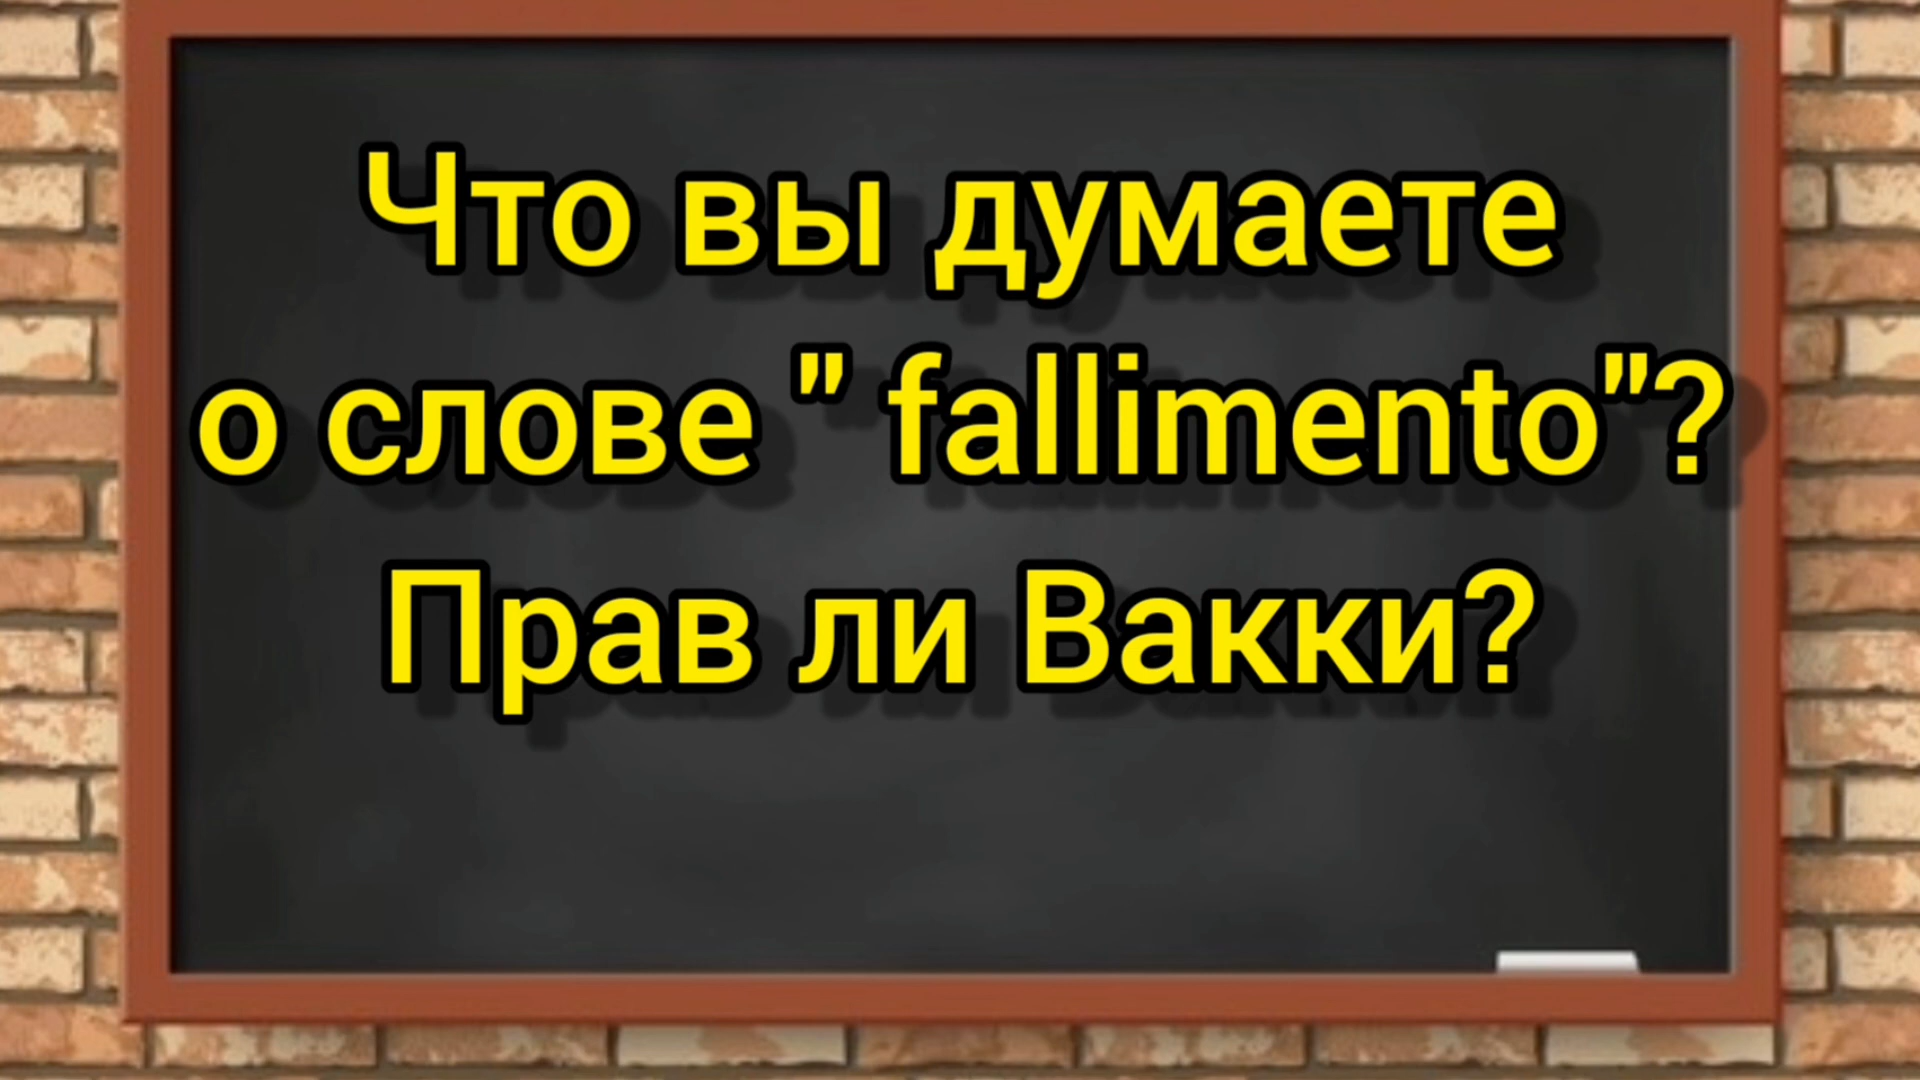 Что вы думаете
о слове " fallimento"?
Прав ли Вакки?